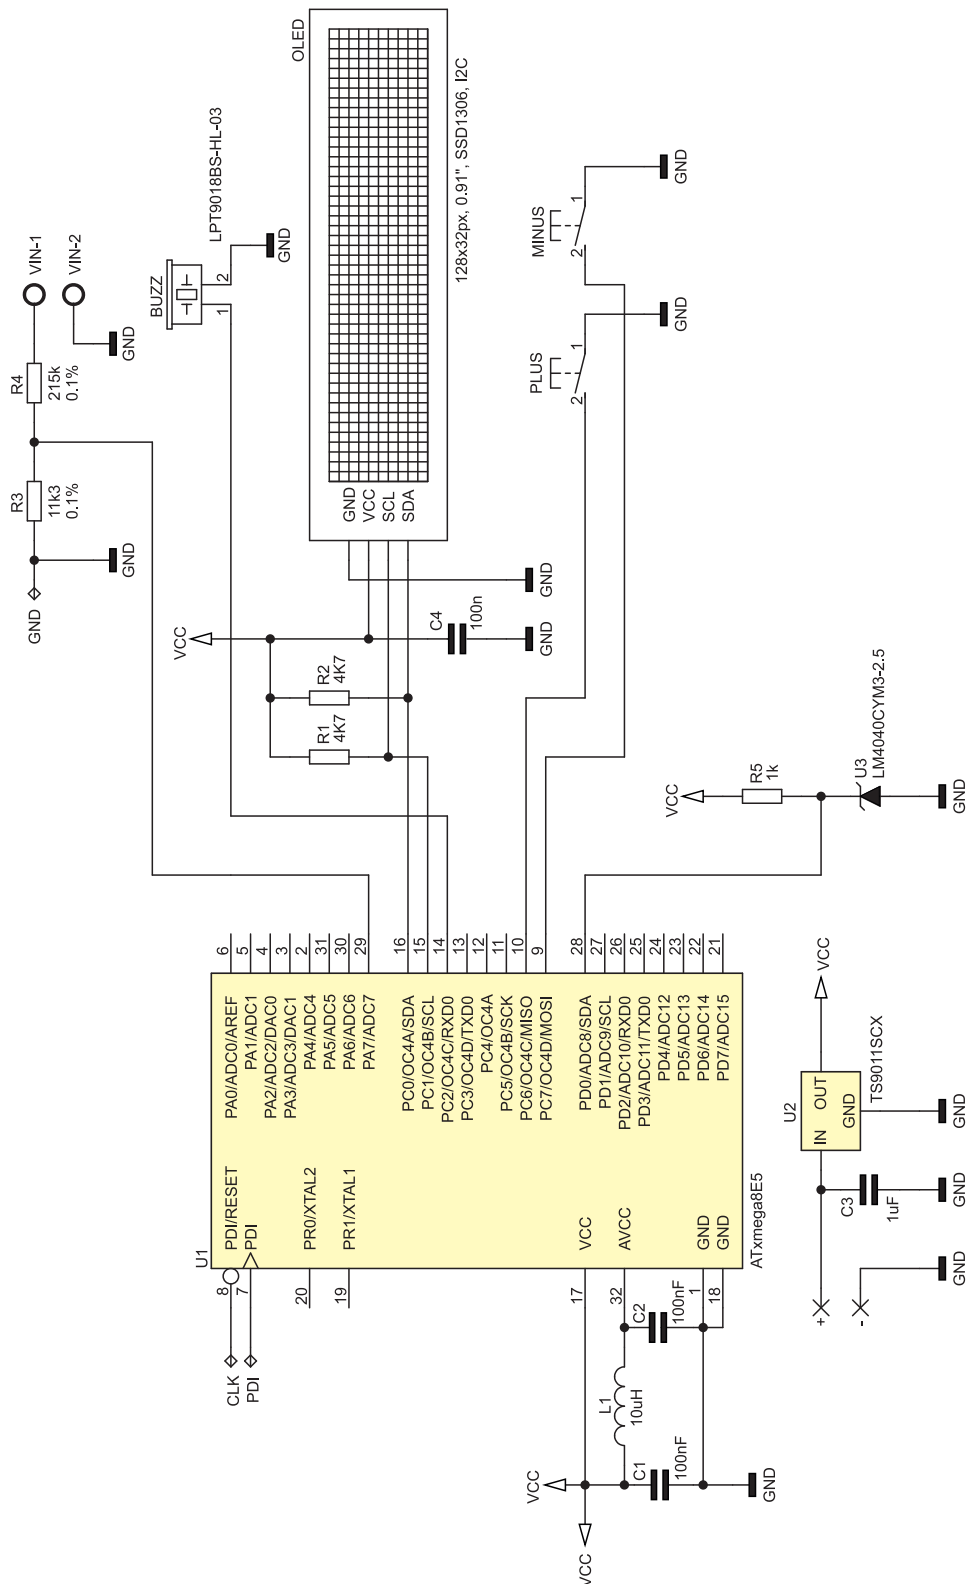 VIN-1
VIN-2
R4
215k
0.1%
GND
R3
11k3
0.1%
GND
GND
BUZZ
LPT9018BS-HL-03
1
2
GND
OLED
128x32px, 0.91", SSD1306, I2C
GND
VCC
SCL
SDA
GND
VCC
C4
100n
GND
R2
4K7
R1
4K7
MINUS
1
2
GND
PLUS
1
2
GND
VCC
R5
1k
U3
LM4040CYM3-2.5
GND
U1
ATxmega8E5
6
5
4
3
2
31
30
29
16
15
14
13
12
11
10
9
28
27
26
25
24
23
22
21
PA0/ADC0/AREF
PA1/ADC1
PA2/ADC2/DAC0
PA3/ADC3/DAC1
PA4/ADC4
PA5/ADC5
PA6/ADC6
PA7/ADC7
PC0/OC4A/SDA
PC1/OC4B/SCL
PC2/OC4C/RXD0
PC3/OC4D/TXD0
PC4/OC4A
PC5/OC4B/SCK
PC6/OC4C/MISO
PC7/OC4D/MOSI
PD0/ADC8/SDA
PD1/ADC9/SCL
PD2/ADC10/RXD0
PD3/ADC11/TXD0
PD4/ADC12
PD5/ADC13
PD6/ADC14
PD7/ADC15
PDI/RESET
PDI
PR0/XTAL2
PR1/XTAL1
VCC
AVCC
GND
GND
8
7
20
19
17
32
1
18
CLK
PDI
C2
100nF
L1
10uH
C1
100nF
VCC
VCC
GND
VCC
U2
TS9011SCX
IN
OUT
GND
GND
C3
1uF
GND
+
-
GND